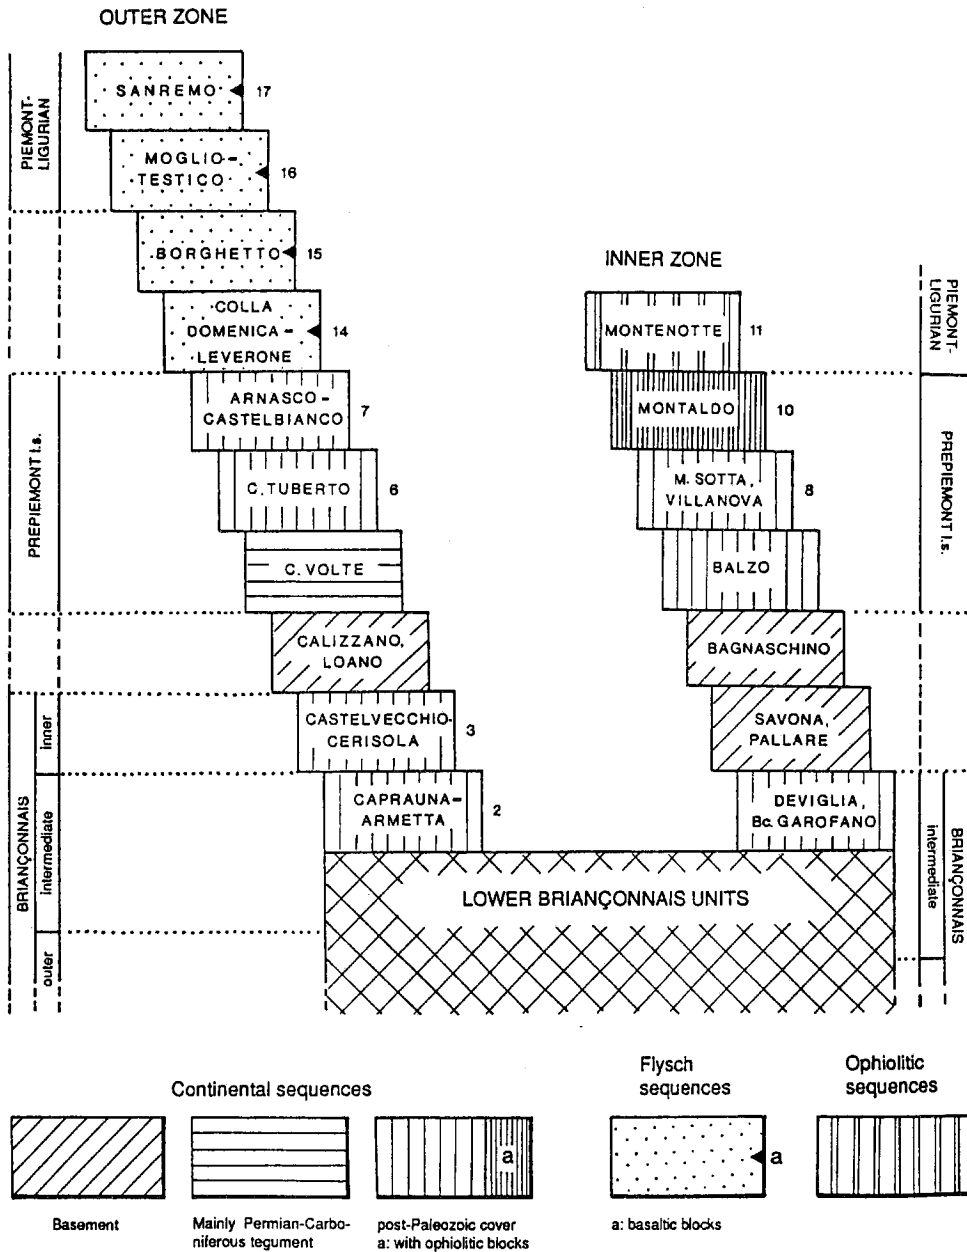 OUTER ZONE
PIEMONT-
LIGURIAN
SANREMO
17
MOGLIO-
TESTICO
16
BORGHETTO
15
COLLA
DOMENICA-
LEVERONE
14
PREPIEMONT l.s.
ARNASCO-
CASTELBIANCO
7
C. TUBERTO
6
C. VOLTE
CALIZZANO,
LOANO
BRIANÇONNAIS
inner
CASTELVECCHIO-
CERISOLA
3
intermediate
CAPRAUNA-
ARMETTA
2
outer
INNER ZONE
MONTENOTTE
11
PIEMONT-
LIGURIAN
MONTALDO
10
M. SOTTA,
VILLANOVA
8
PREPIEMONT l.s.
BALZO
BAGNASCHINO
SAVONA,
PALLARE
DEVIGLIA,
Bc. GAROFANO
intermediate
BRIANÇONNAIS
LOWER BRIANÇONNAIS UNITS
Continental sequences
Basement
Mainly Permian-Carbo-
niferous tegument
a
post-Paleozoic cover
a: with ophiolitic blocks
Flysch
sequences
a
a: basaltic blocks
Ophiolitic
sequences